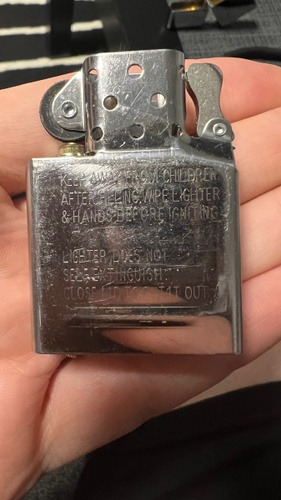 KEEP AWAY FROM CHILDREN
AFTER FILLING WIPE LIGHTER
& HANDS BEFORE IGNITING
LIGHTER DOES NOT
SELF EXTINGUISH
CLOSE LID TO PUT OUT